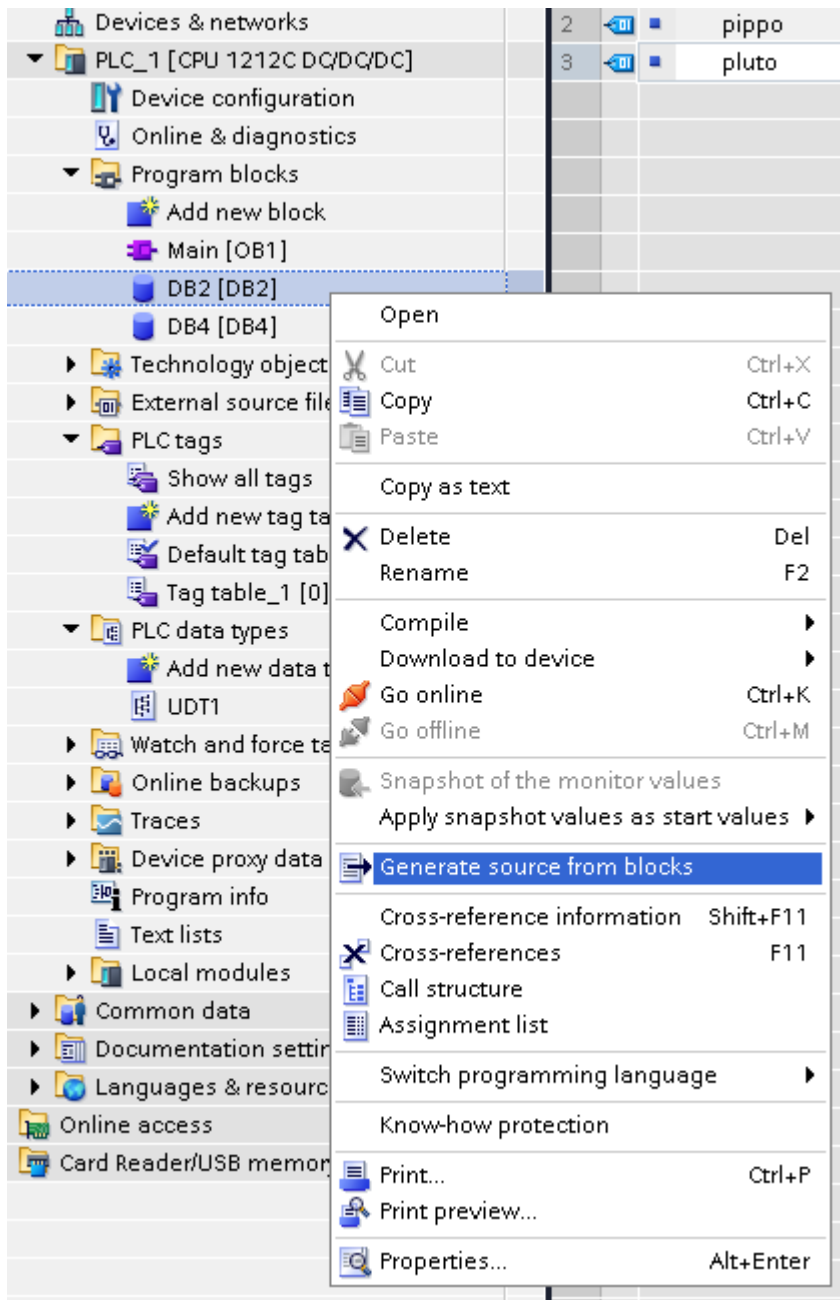 Devices & networks
PLC_1 [CPU 1212C DC/DC/DC]
Device configuration
Online & diagnostics
Program blocks
Add new block
Main [OB1]
DB2 [DB2]
DB4 [DB4]
Technology object
External source file
PLC tags
Show all tags
Add new tag ta
Default tag tab
Tag table_1 [0]
PLC data types
Add new data t
UDT1
Watch and force ta
Online backups
Traces
Device proxy data
Program info
Text lists
Local modules
Common data
Documentation settin
Languages & resourc
Online access
Card Reader/USB memory
2 pippo
3 pluto
Open
Cut Ctrl+X
Copy Ctrl+C
Paste Ctrl+V
Copy as text
Delete Del
Rename F2
Compile
Download to device
Go online Ctrl+K
Go offline Ctrl+M
Snapshot of the monitor values
Apply snapshot values as start values
Generate source from blocks
Cross-reference information Shift+F11
Cross-references F11
Call structure
Assignment list
Switch programming language
Know-how protection
Print... Ctrl+P
Print preview...
Properties... Alt+Enter